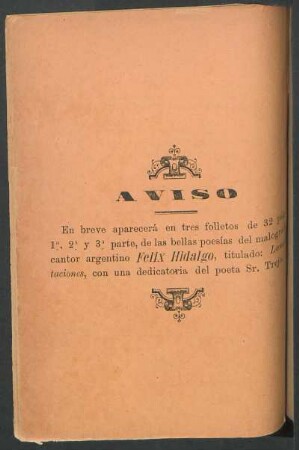 AVISO
En breve aparecerá en tres folletos de 32
1ª, 2ª y 3ª parte, de las bellas poesías del
cantor argentino Felix Hidalgo, titulado:
taciones, con una dedicatoria del poeta Sr.